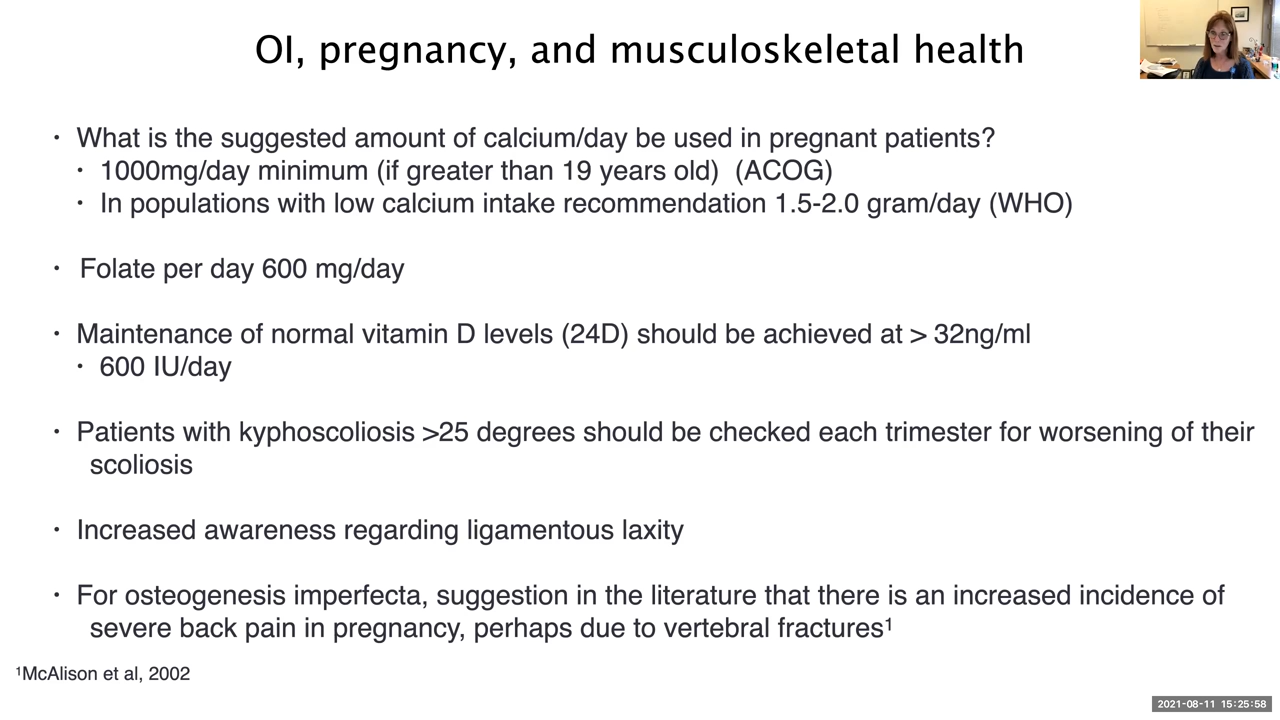 OI, pregnancy, and musculoskeletal health
· What is the suggested amount of calcium/day be used in pregnant patients?
· 1000mg/day minimum (if greater than 19 years old) (ACOG)
· In populations with low calcium intake recommendation 1.5-2.0 gram/day (WHO)
· Folate per day 600 mg/day
· Maintenance of normal vitamin D levels (24D) should be achieved at > 32ng/ml
· 600 IU/day
· Patients with kyphoscoliosis >25 degrees should be checked each trimester for worsening of their
scoliosis
· Increased awareness regarding ligamentous laxity
· For osteogenesis imperfecta, suggestion in the literature that there is an increased incidence of
severe back pain in pregnancy, perhaps due to vertebral fractures¹
¹McAlison et al, 2002
2021-08-11 15:25:58